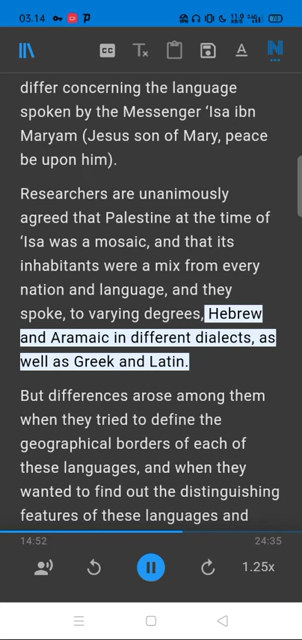 03.14
CC
differ concerning the language
spoken by the Messenger ‘Isa ibn
Maryam (Jesus son of Mary, peace
be upon him).
Researchers are unanimously
agreed that Palestine at the time of
‘Isa was a mosaic, and that its
inhabitants were a mix from every
nation and language, and they
spoke, to varying degrees, Hebrew
and Aramaic in different dialects, as
well as Greek and Latin.
But differences arose among them
when they tried to define the
geographical borders of each of
these languages, and when they
wanted to find out the distinguishing
features of these languages and
14:52 24:35
1.25x